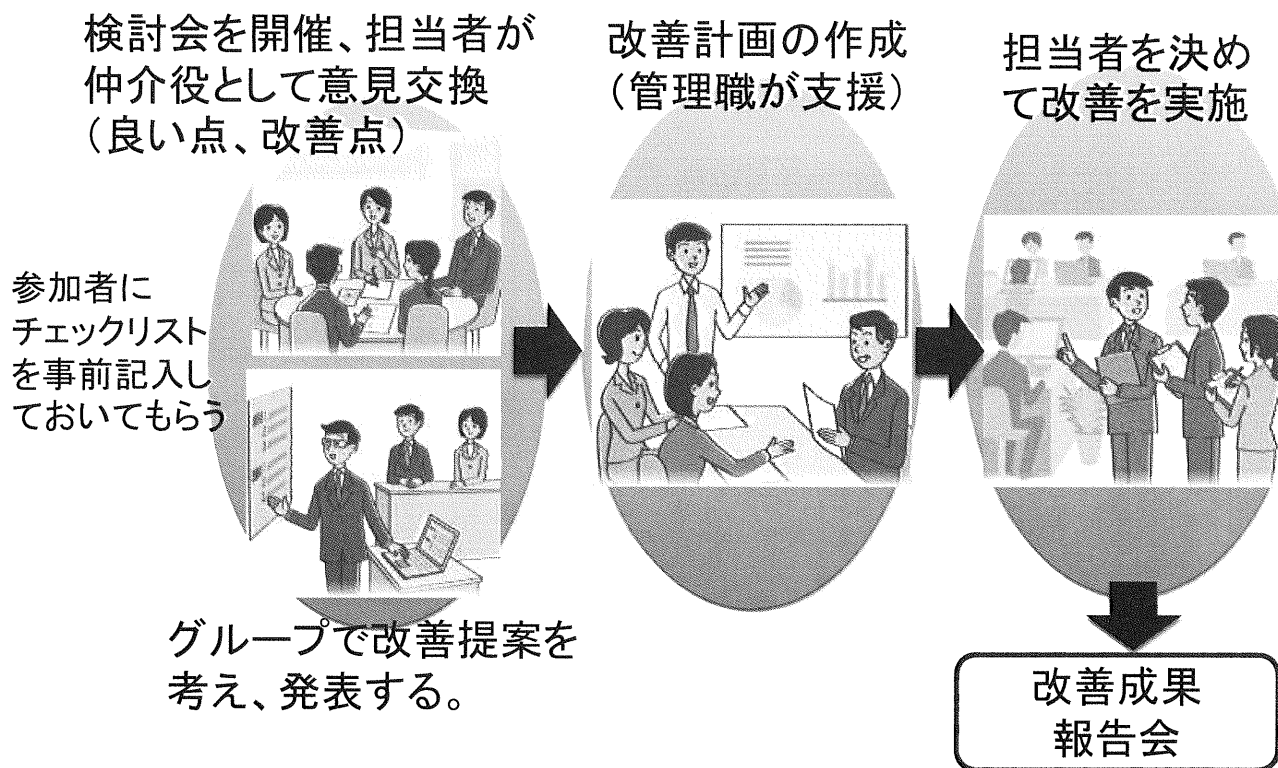 検討会を開催、担当者が
仲介役として意見交換
（良い点、改善点）
参加者に
チェックリスト
を事前記入し
ておいてもらう
グループで改善提案を
考え、発表する。
改善計画の作成
（管理職が支援）
担当者を決め
て改善を実施
改善成果
報告会